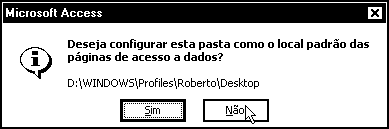 Microsoft Access
Deseja configurar esta pasta como o local padrão das
páginas de acesso a dados?
D:\WINDOWS\Profiles\Roberto\Desktop
Sim Não